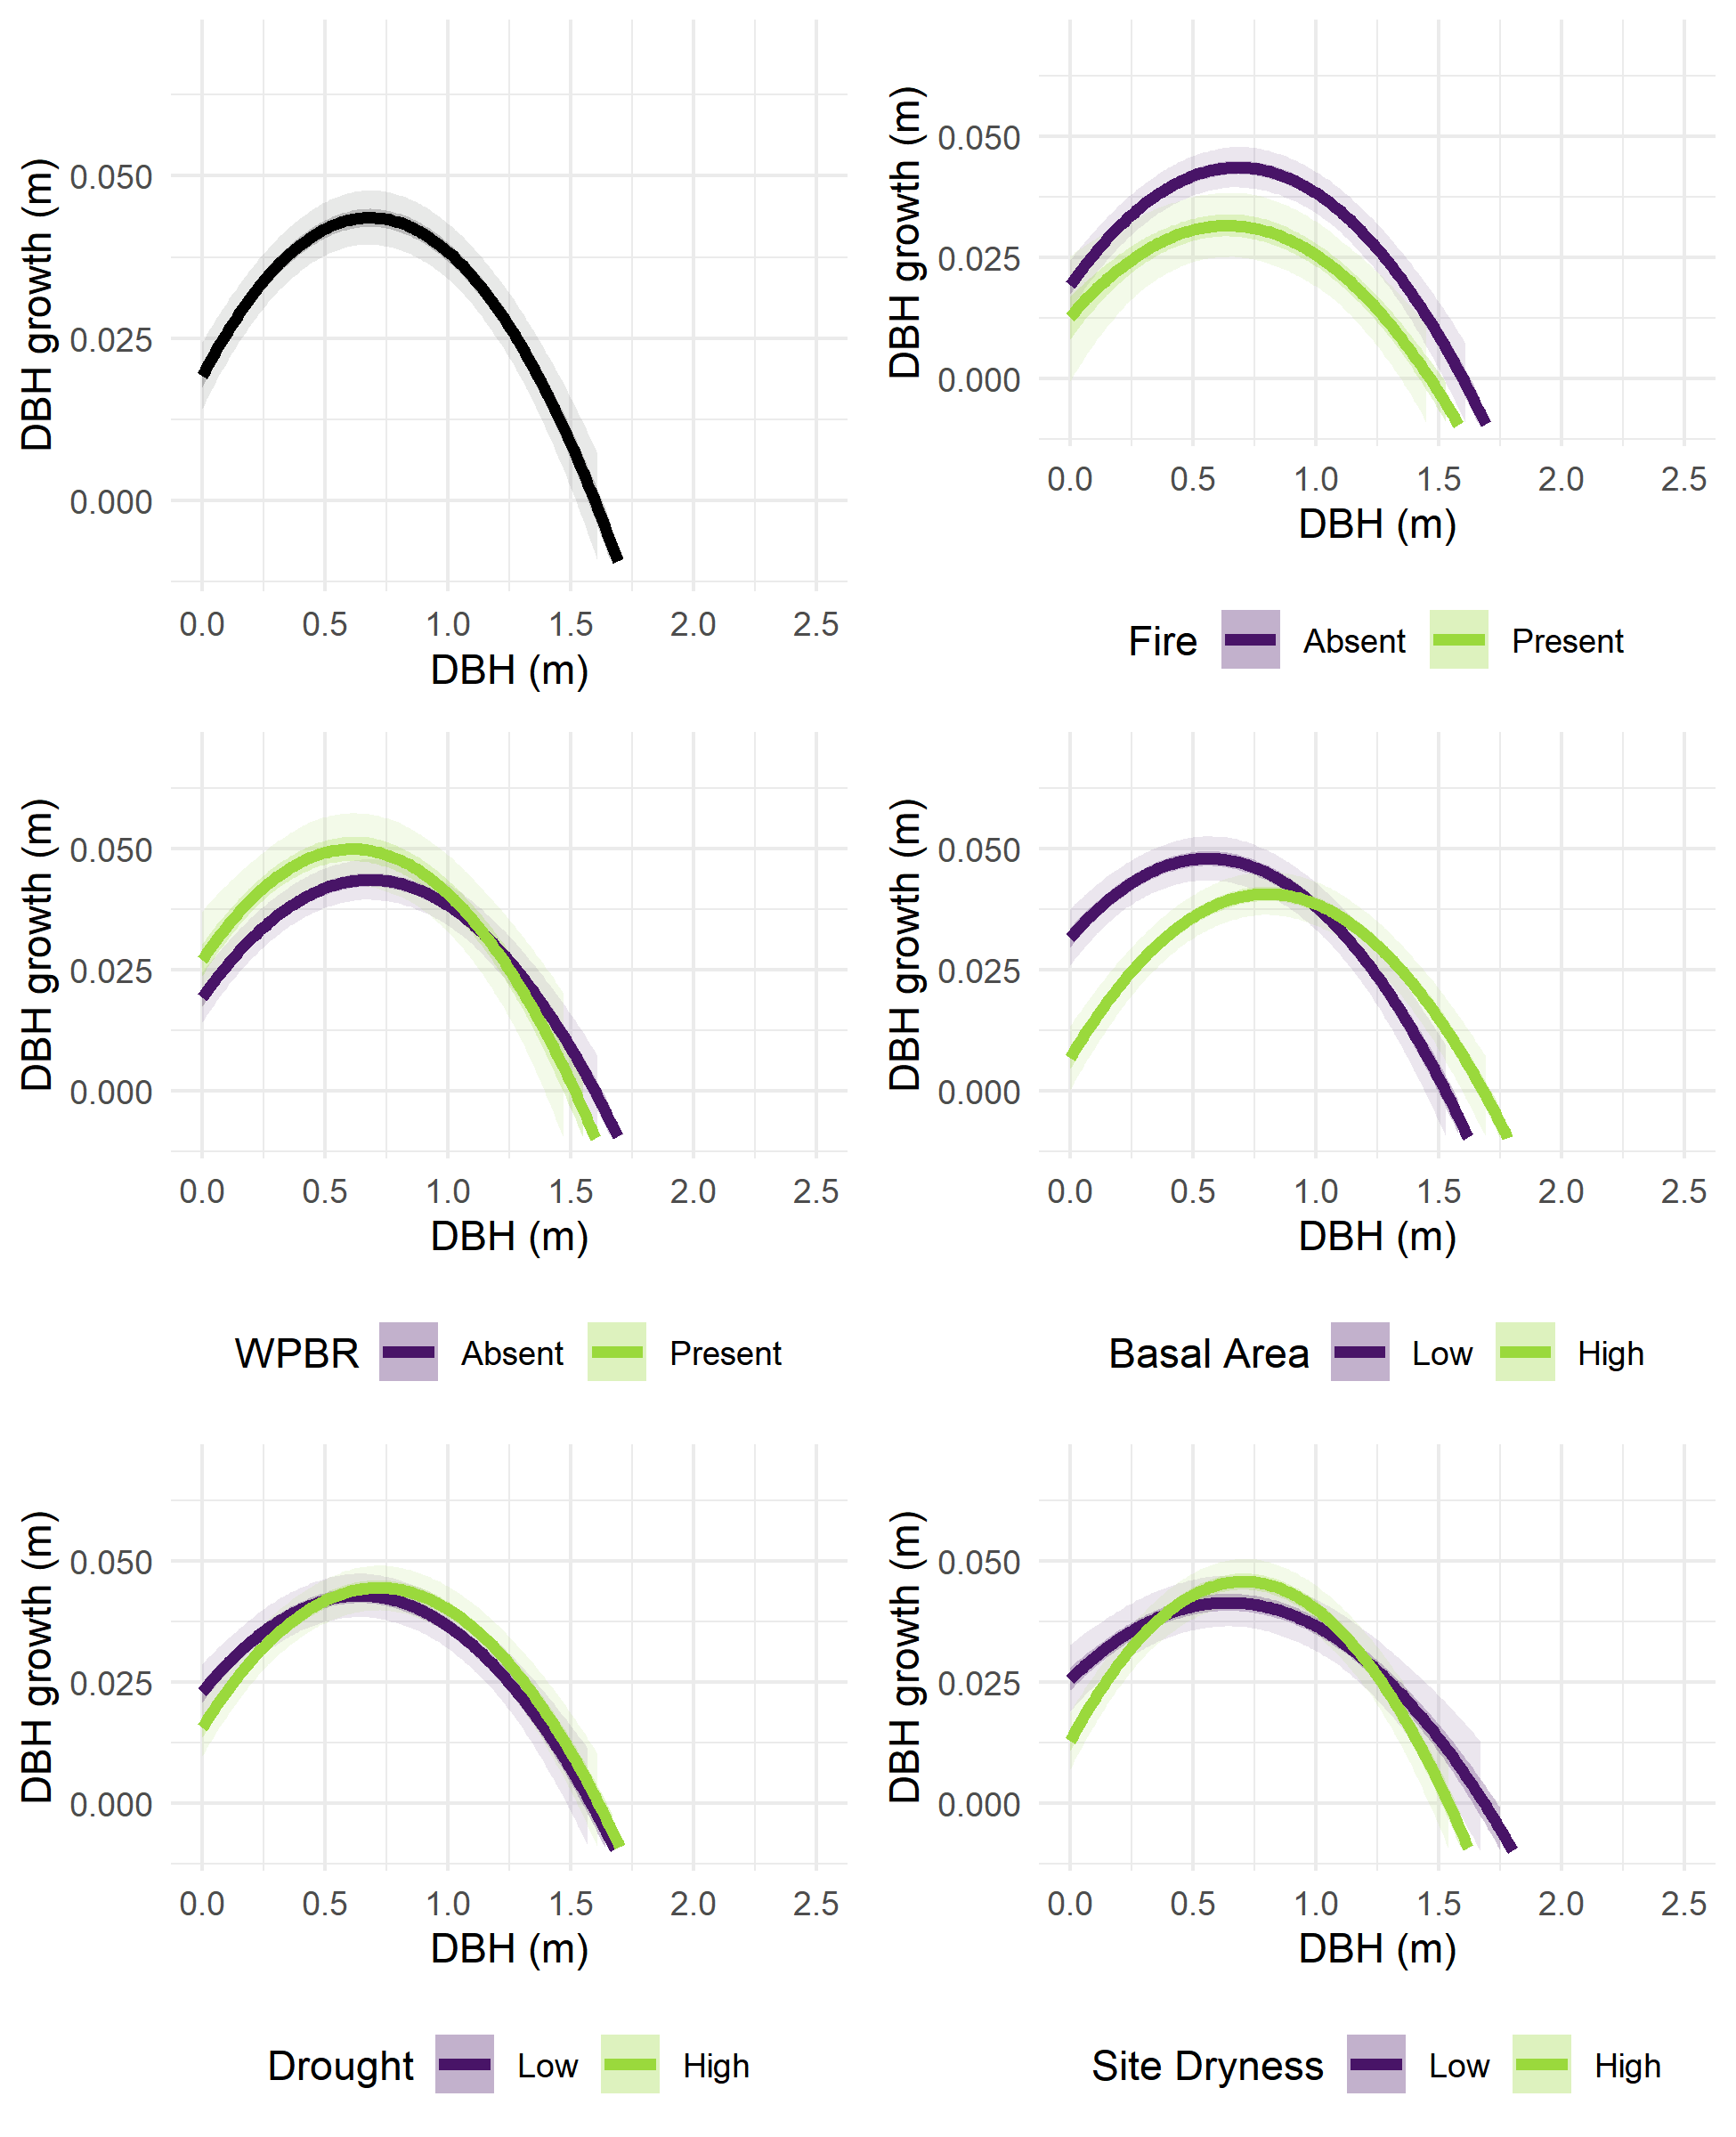 DBH growth (m)
0.050
0.025
0.000
0.0 0.5 1.0 1.5 2.0 2.5
DBH (m)
DBH growth (m)
0.050
0.025
0.000
0.0 0.5 1.0 1.5 2.0 2.5
DBH (m)
Fire Absent Present
DBH growth (m)
0.050
0.025
0.000
0.0 0.5 1.0 1.5 2.0 2.5
DBH (m)
WPBR Absent Present
DBH growth (m)
0.050
0.025
0.000
0.0 0.5 1.0 1.5 2.0 2.5
DBH (m)
Basal Area Low High
DBH growth (m)
0.050
0.025
0.000
0.0 0.5 1.0 1.5 2.0 2.5
DBH (m)
Drought Low High
DBH growth (m)
0.050
0.025
0.000
0.0 0.5 1.0 1.5 2.0 2.5
DBH (m)
Site Dryness Low High